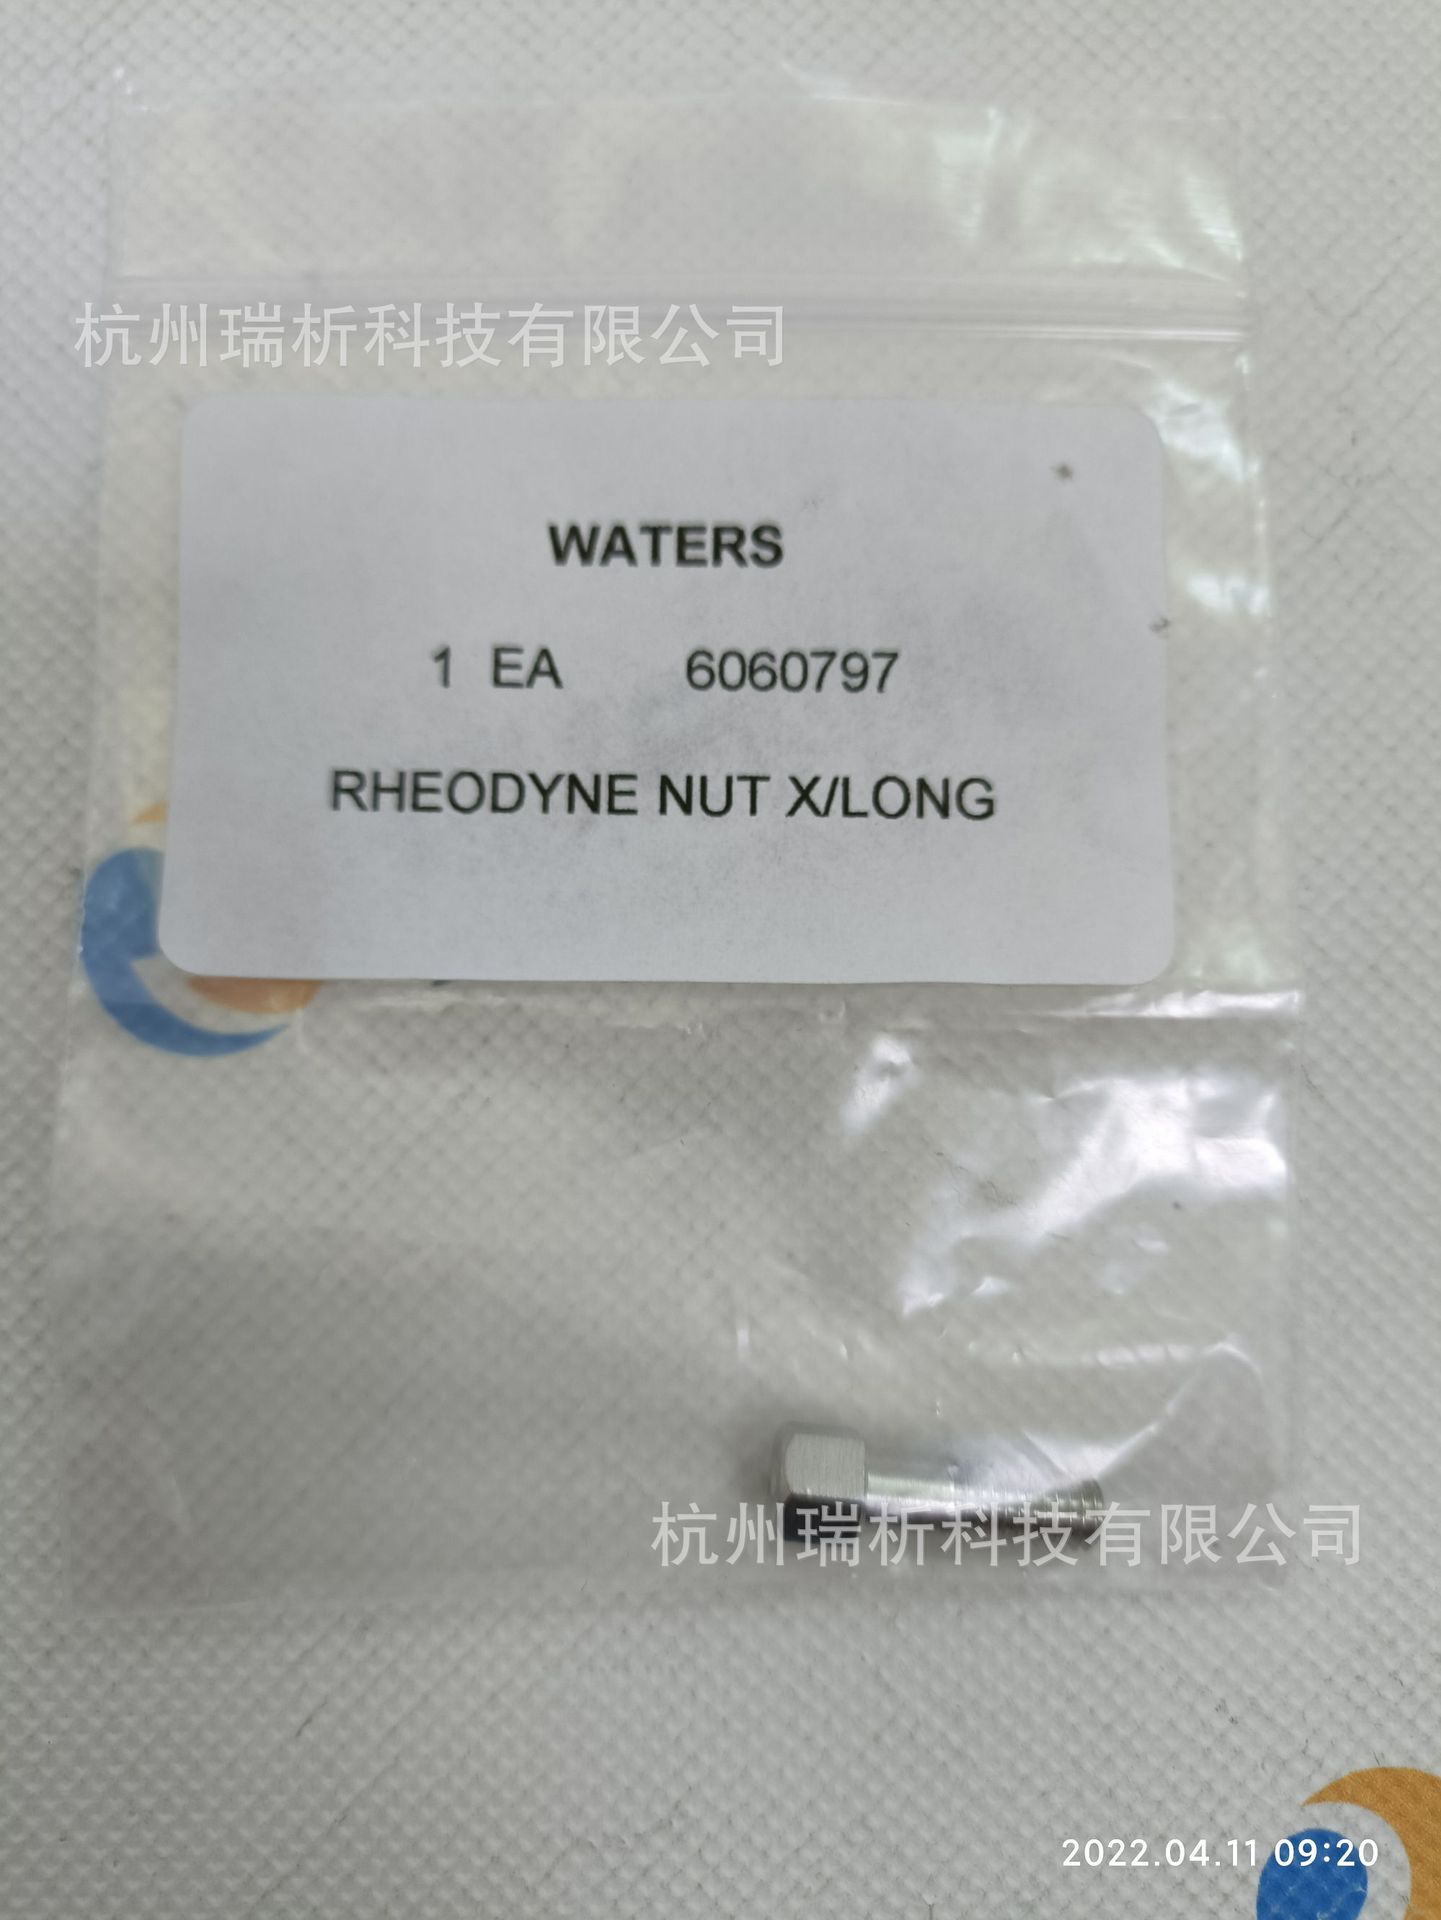 杭州瑞析科技有限公司
WATERS
1 EA 6060797
RHEODYNE NUT X/LONG
杭州瑞析科技有限公司
2022.04.11 09:20